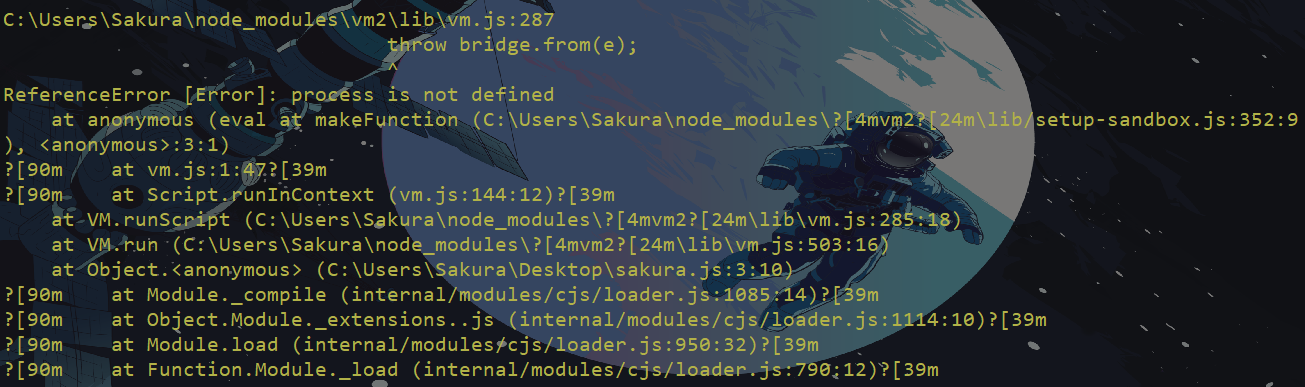 C:\Users\Sakura\node_modules\vm2\lib\vm.js:287
                                throw bridge.from(e);
                                ^
ReferenceError [Error]: process is not defined
    at anonymous (eval at makeFunction (C:\Users\Sakura\node_modules\?[4mvm2?[24m\lib/setup-sandbox.js:352:9
), <anonymous>:3:1)
?[90m    at vm.js:1:47?[39m
?[90m    at Script.runInContext (vm.js:144:12)?[39m
    at VM.runScript (C:\Users\Sakura\node_modules\?[4mvm2?[24m\lib\vm.js:285:18)
    at VM.run (C:\Users\Sakura\node_modules\?[4mvm2?[24m\lib\vm.js:503:16)
    at Object.<anonymous> (C:\Users\Sakura\Desktop\sakura.js:3:10)
?[90m    at Module._compile (internal/modules/cjs/loader.js:1085:14)?[39m
?[90m    at Object.Module._extensions..js (internal/modules/cjs/loader.js:1114:10)?[39m
?[90m    at Module.load (internal/modules/cjs/loader.js:950:32)?[39m
?[90m    at Function.Module._load (internal/modules/cjs/loader.js:790:12)?[39m